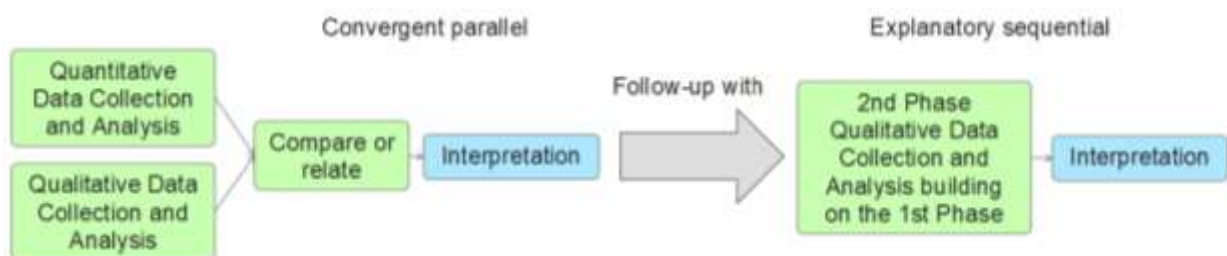 Convergent parallel
Explanatory sequential
Quantitative
Data Collection
and Analysis
Qualitative Data
Collection and
Analysis
Compare or
relate
Interpretation
Follow-up with
2nd Phase
Qualitative Data
Collection and
Analysis building
on the 1st Phase
Interpretation